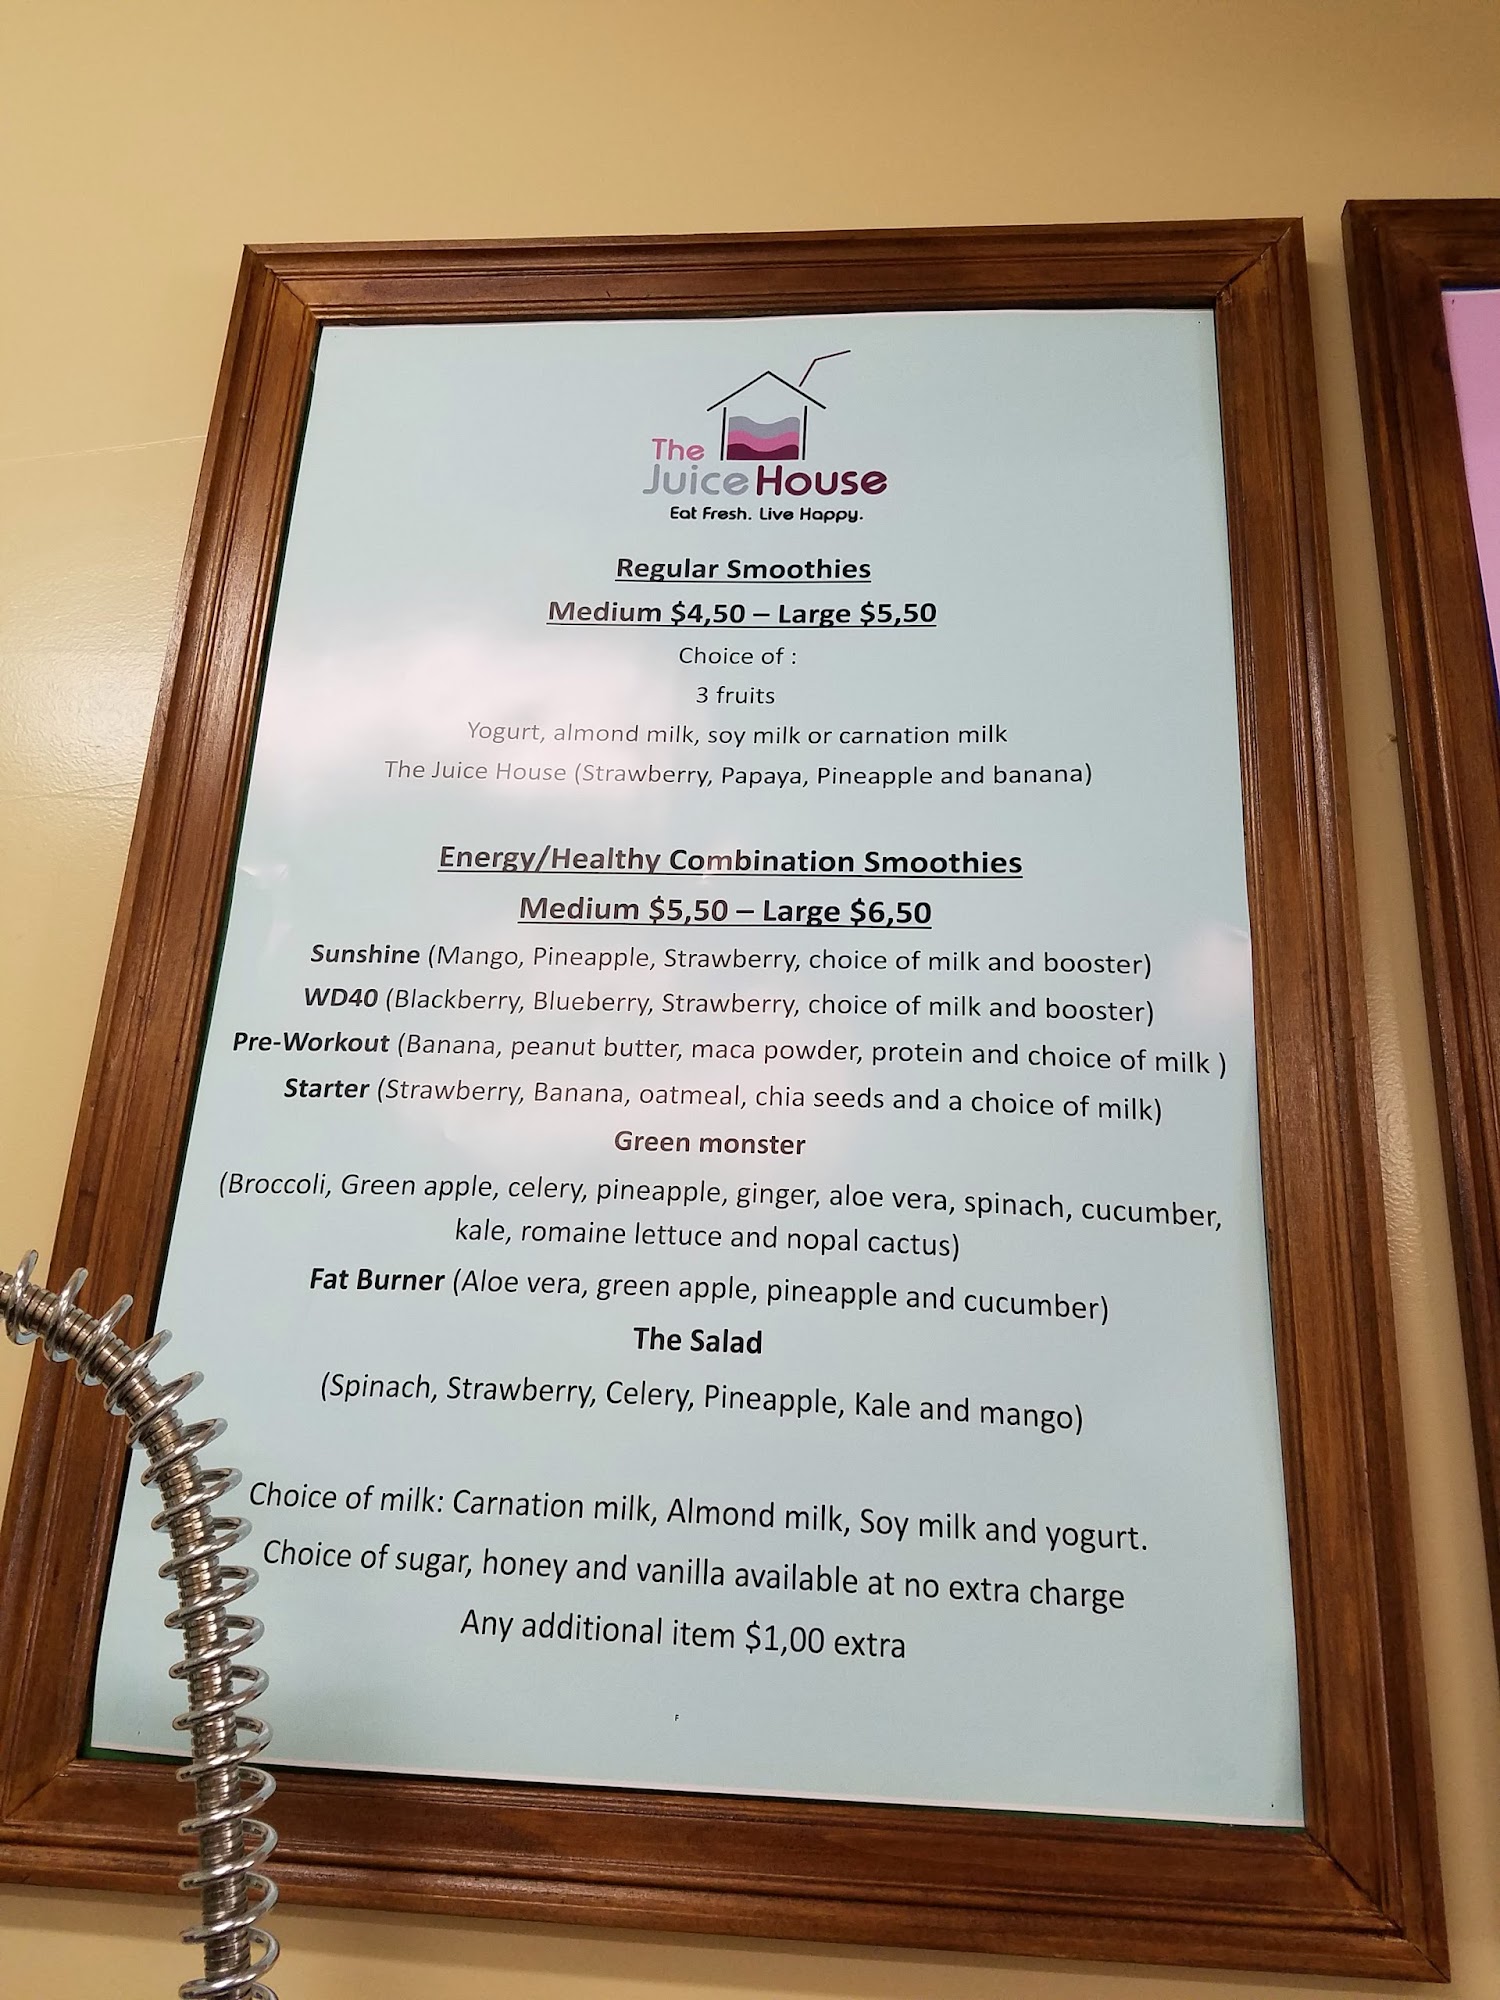 The
Juice House
Eat Fresh. Live Happy.
Regular Smoothies
Medium $4,50 – Large $5,50
Choice of :
3 fruits
Yogurt, almond milk, soy milk or carnation milk
The Juice House (Strawberry, Papaya, Pineapple and banana)
Energy/Healthy Combination Smoothies
Medium $5,50 – Large $6,50
Sunshine (Mango, Pineapple, Strawberry, choice of milk and booster)
WD40 (Blackberry, Blueberry, Strawberry, choice of milk and booster)
Pre-Workout (Banana, peanut butter, maca powder, protein and choice of milk )
Starter (Strawberry, Banana, oatmeal, chia seeds and a choice of milk)
Green monster
(Broccoli, Green apple, celery, pineapple, ginger, aloe vera, spinach, cucumber,
kale, romaine lettuce and nopal cactus)
Fat Burner (Aloe vera, green apple, pineapple and cucumber)
The Salad
(Spinach, Strawberry, Celery, Pineapple, Kale and mango)
Choice of milk: Carnation milk, Almond milk, Soy milk and yogurt.
Choice of sugar, honey and vanilla available at no extra charge
Any additional item $1,00 extra
F